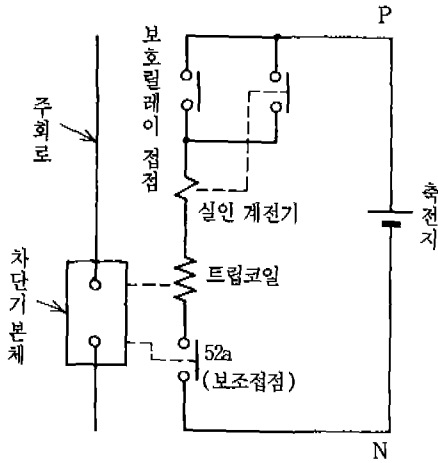 P
보호릴레이 접점
주회로
실인 계전기
축전지
트립코일
차단기본체
52a
(보조접점)
N